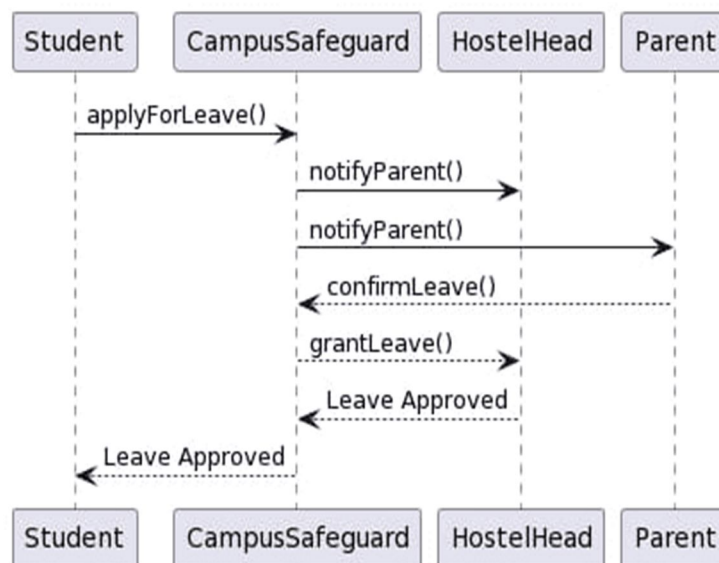 Student CampusSafeguard HostelHead Parent
applyForLeave()
notifyParent()
notifyParent()
confirmLeave()
grantLeave()
Leave Approved
Leave Approved
Student CampusSafeguard HostelHead Parent